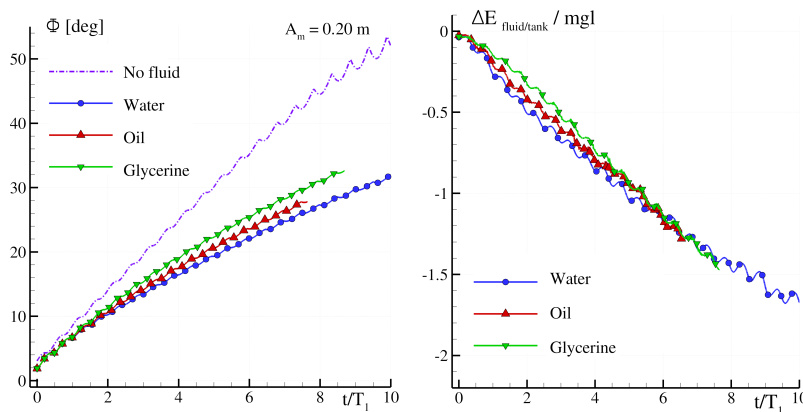 Φ [deg]
A_m = 0.20 m
50
40
30
20
10
0
No fluid
Water
Oil
Glycerine
0
2
4
6
8
10
t/T_1
ΔE fluid/tank / mgl
0
-0.5
-1
-1.5
-2
Water
Oil
Glycerine
0
2
4
6
8
10
t/T_1